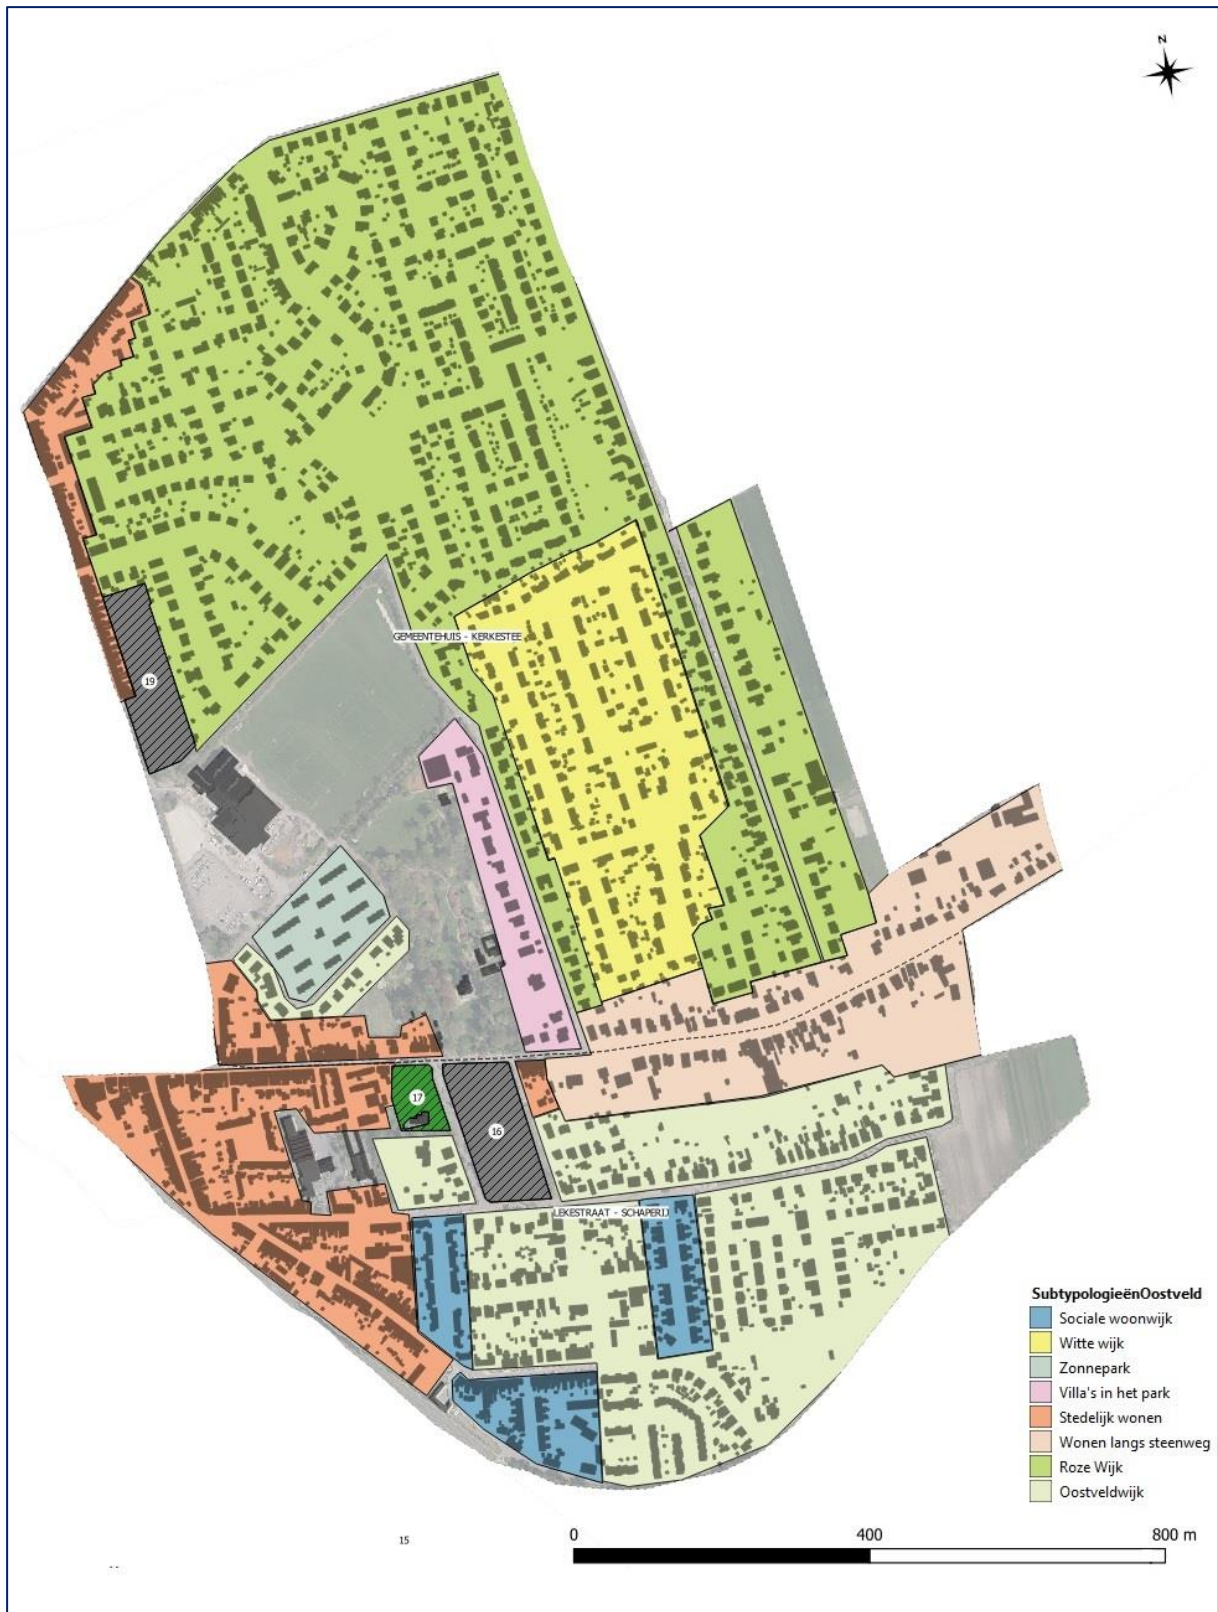 N
GEMEENTEHUIS - KERKESTEE
19
17
16
LEKESTRAAT - SCHAPERIJ
SubtypologieënOostveld
Sociale woonwijk
Witte wijk
Zonnepark
Villa's in het park
Stedelijk wonen
Wonen langs steenweg
Roze Wijk
Oostveldwijk
15
0 400 800 m